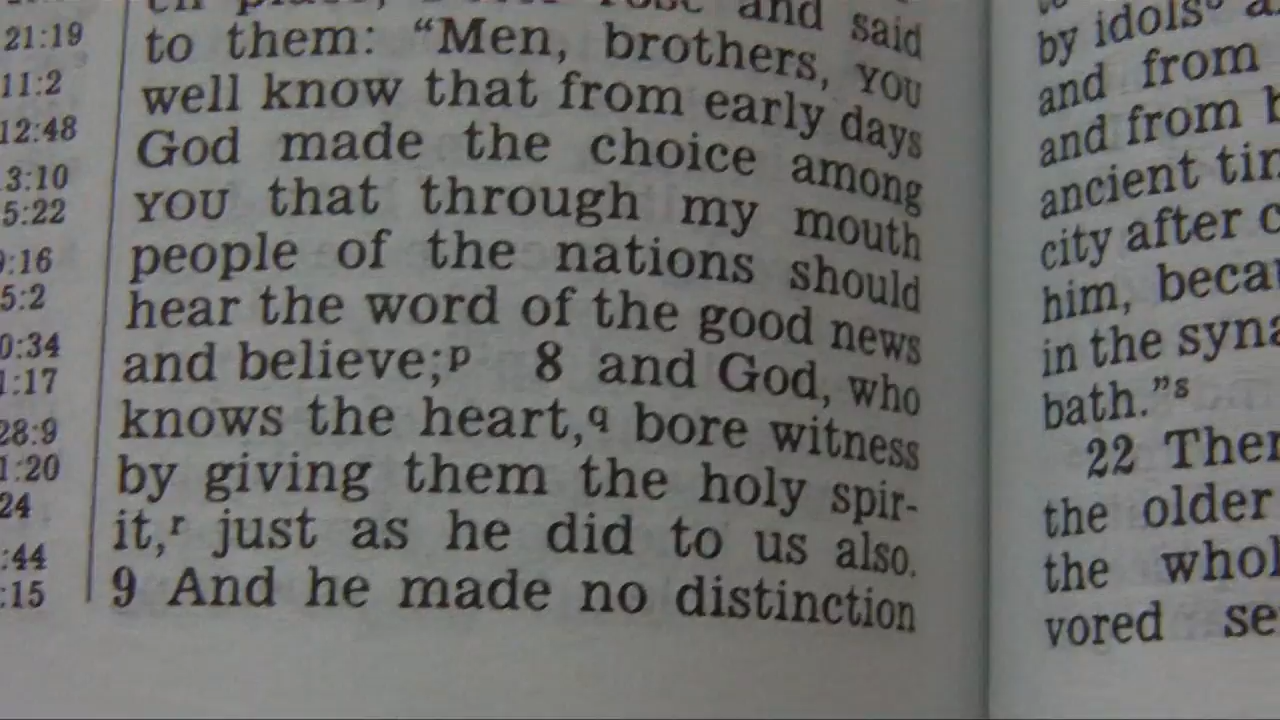 21:19
11:2
12:48
3:10
5:22
:16
5:2
0:34
1:17
28:9
1:20
24
:44
:15
and said
to them: “Men, brothers, YOU
well know that from early days
God made the choice among
YOU that through my mouth
people of the nations should
hear the word of the good news
and believe;p 8 and God, who
knows the heart,q bore witness
by giving them the holy spir-
it,r just as he did to us also.
9 And he made no distinction
by idols
and from
and from
ancient
city after
him,
in the
bath.”s
22
the older
the
vored